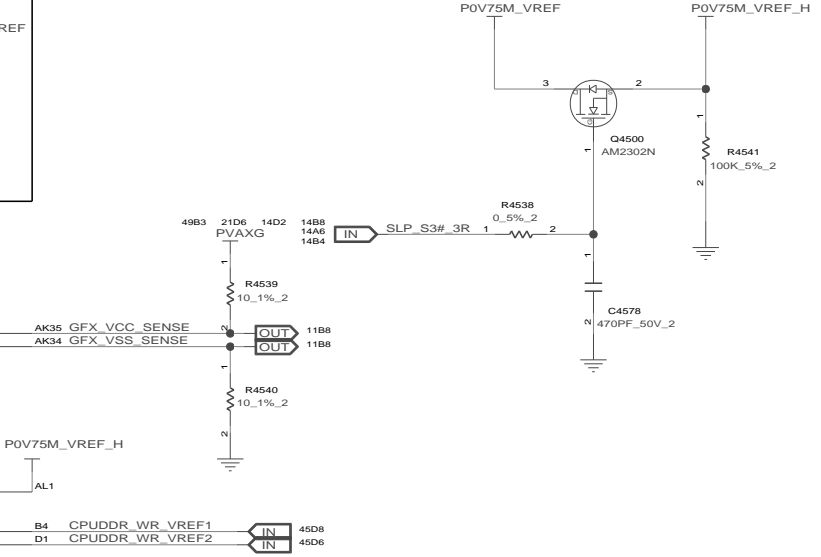 P0V75M_VREF
P0V75M_VREF_H
REF
3
2
Q4500
AM2302N
1
1
R4541
100K_5%_2
2
R4538
0_5%_2
49B3 21D6 14D2 14B8
PVAXG
14A6
14B4
IN
SLP_S3#_3R
1
2
1
R4539
10_1%_2
2
1
C4578
470PF_50V_2
2
AK35 GFX_VCC_SENSE
OUT
11B8
AK34 GFX_VSS_SENSE
OUT
11B8
1
R4540
10_1%_2
2
P0V75M_VREF_H
AL1
B4 CPUDDR_WR_VREF1
IN
45D8
D1 CPUDDR_WR_VREF2
IN
45D6